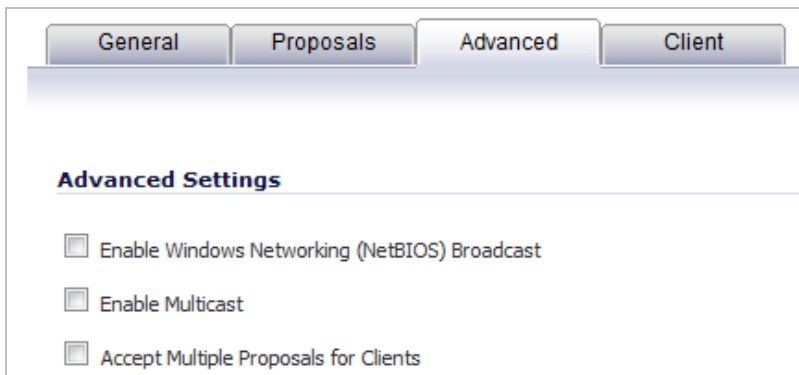 General Proposals Advanced Client
Advanced Settings
Enable Windows Networking (NetBIOS) Broadcast
Enable Multicast
Accept Multiple Proposals for Clients